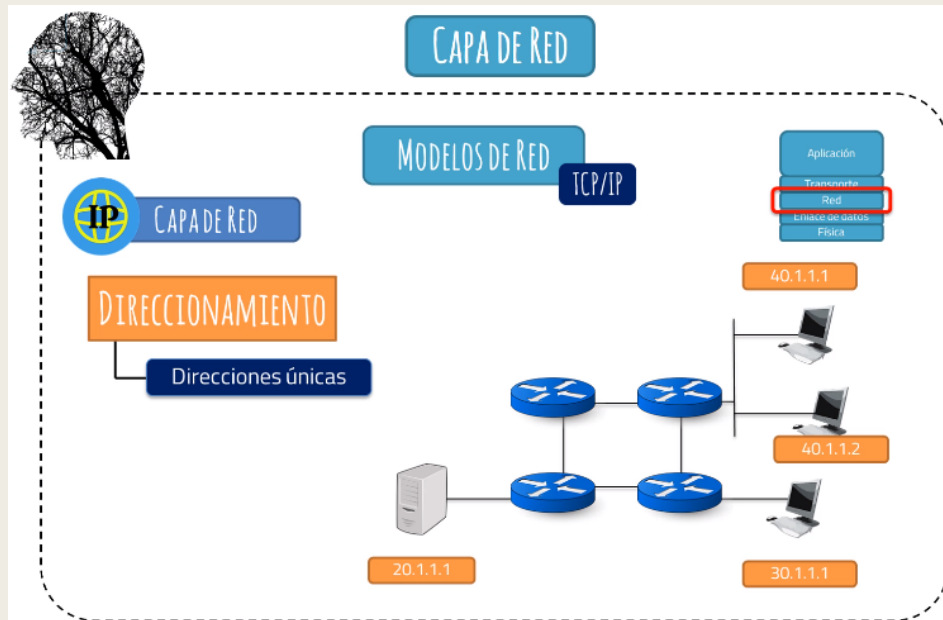 CAPA DE RED
MODELOS DE RED
TCP/IP
IP
CAPA DE RED
DIRECCIONAMIENTO
Direcciones únicas
Aplicación
Transporte
Red
Enlace de datos
Física
40.1.1.1
40.1.1.2
20.1.1.1
30.1.1.1